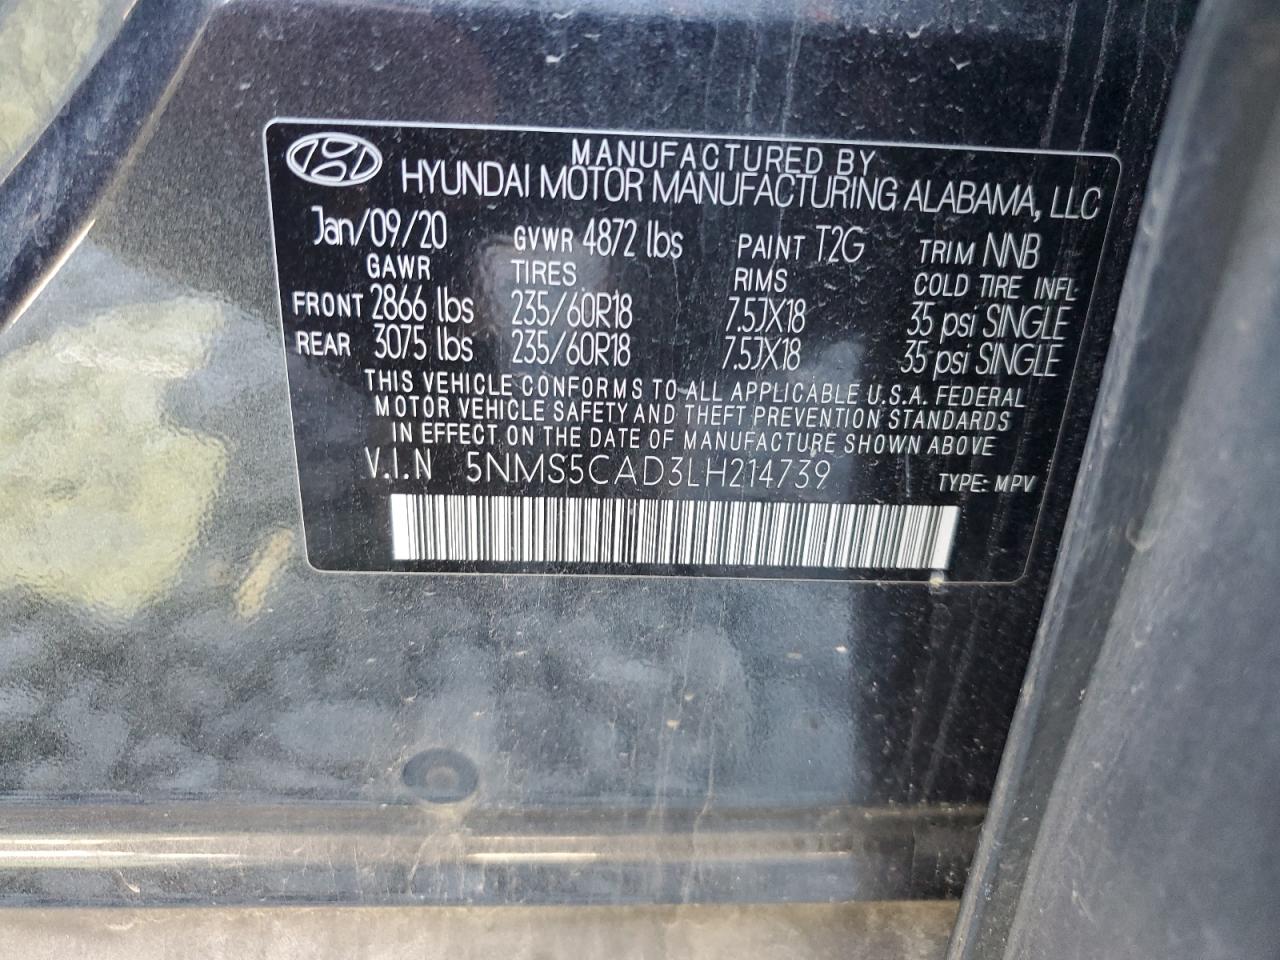 MANUFACTURED BY
HYUNDAI MOTOR MANUFACTURING ALABAMA, LLC
Jan/09/20 GVWR 4872 lbs PAINT T2G TRIM NNB
GAWR TIRES RIMS COLD TIRE INFL
FRONT 2866 lbs 235/60R18 7.5JX18 35 psi SINGLE
REAR 3075 lbs 235/60R18 7.5JX18 35 psi SINGLE
THIS VEHICLE CONFORMS TO ALL APPLICABLE U.S.A. FEDERAL
MOTOR VEHICLE SAFETY AND THEFT PREVENTION STANDARDS
IN EFFECT ON THE DATE OF MANUFACTURE SHOWN ABOVE
V.I.N 5NMS5CAD3LH214739 TYPE: MPV